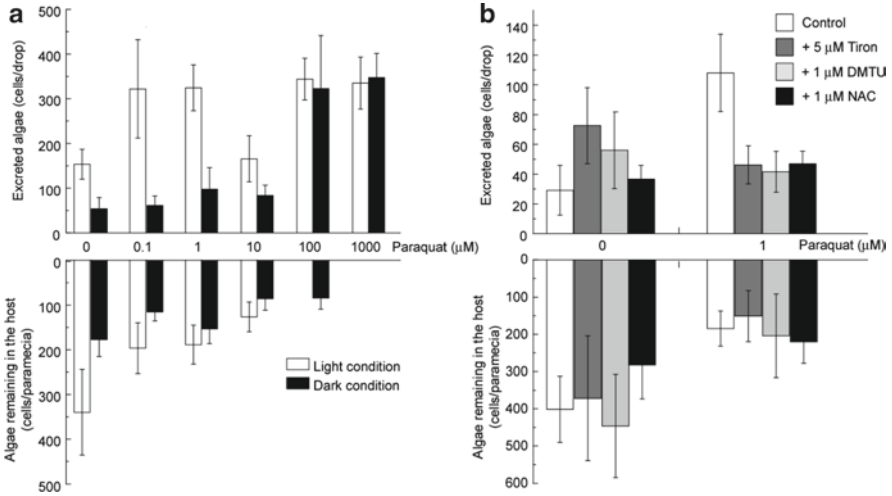 a
Excreted algae (cells/drop)
500
400
300
200
100
0
0 0.1 1 10 100 1000 Paraquat (μM)
Algae remaining in the host
(cells/paramecia)
0
100
200
300
400
500
Light condition
Dark condition
b
Excreted algae (cells/drop)
140
120
100
80
60
40
20
0
Control
+ 5 μM Tiron
+ 1 μM DMTU
+ 1 μM NAC
0 1 Paraquat (μM)
Algae remaining in the host
(cells/paramecia)
0
100
200
300
400
500
600